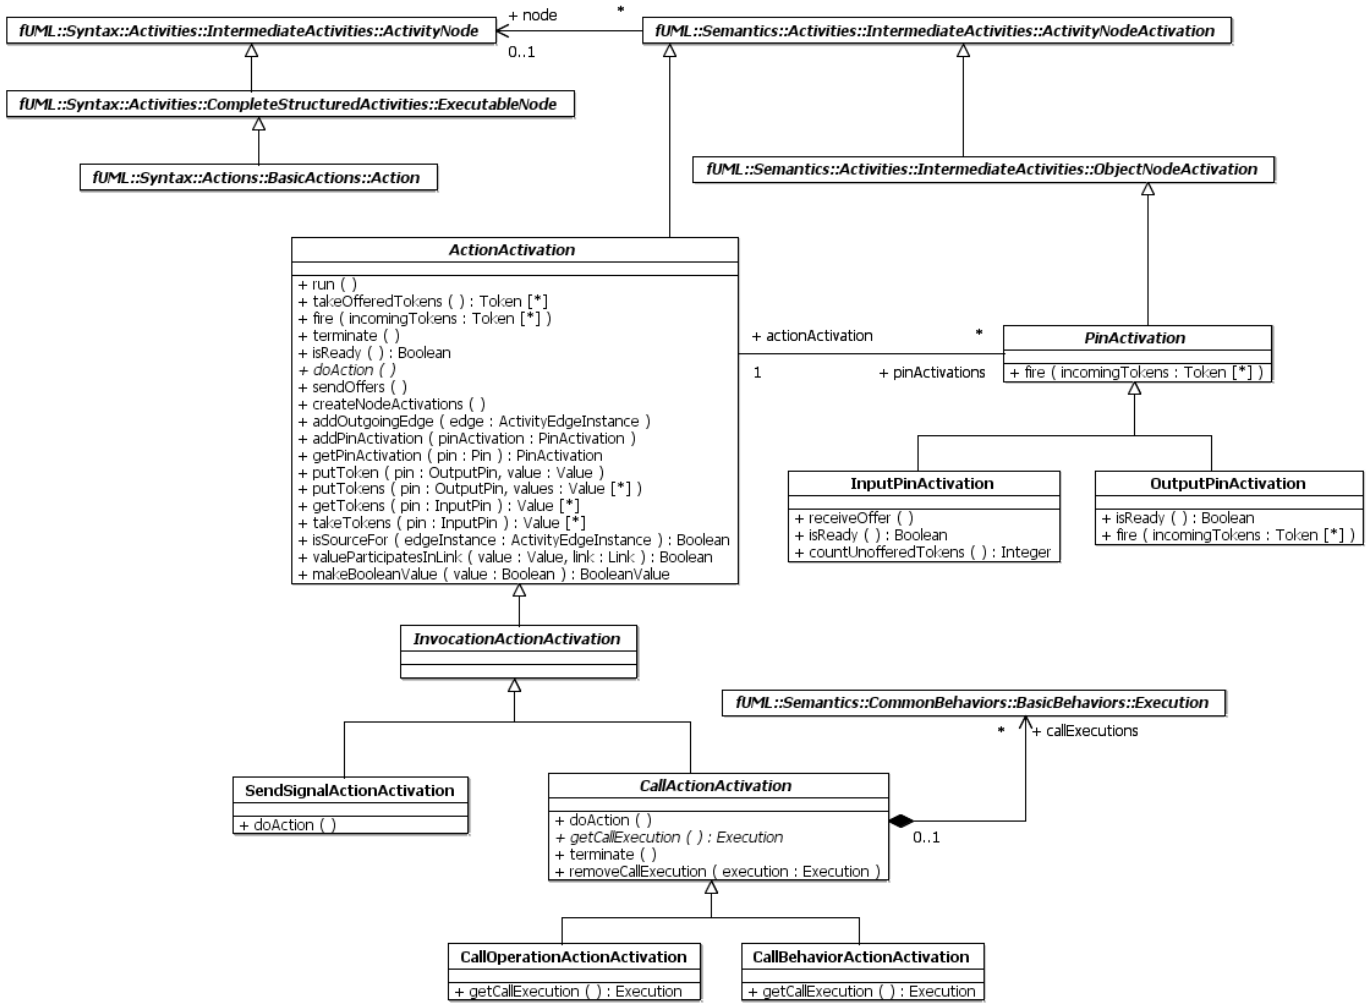 + node
*
fUML::Syntax::Activities::IntermediateActivities::ActivityNode
fUML::Semantics::Activities::IntermediateActivities::ActivityNodeActivation
0..1
fUML::Syntax::Activities::CompleteStructuredActivities::ExecutableNode
fUML::Syntax::Actions::BasicActions::Action
fUML::Semantics::Activities::IntermediateActivities::ObjectNodeActivation
ActionActivation
+ run ( )
+ takeOfferedTokens ( ) : Token [*]
+ fire ( incomingTokens : Token [*] )
+ terminate ( )
+ isReady ( ) : Boolean
+ doAction ( )
+ sendOffers ( )
+ createNodeActivations ( )
+ addOutgoingEdge ( edge : ActivityEdgeInstance )
+ addPinActivation ( pinActivation : PinActivation )
+ getPinActivation ( pin : Pin ) : PinActivation
+ putToken ( pin : OutputPin, value : Value )
+ putTokens ( pin : OutputPin, values : Value [*] )
+ getTokens ( pin : InputPin ) : Value [*]
+ takeTokens ( pin : InputPin ) : Value [*]
+ isSourceFor ( edgeInstance : ActivityEdgeInstance ) : Boolean
+ valueParticipatesInLink ( value : Value, link : Link ) : Boolean
+ makeBooleanValue ( value : Boolean ) : BooleanValue
+ actionActivation
*
1
+ pinActivations
PinActivation
+ fire ( incomingTokens : Token [*] )
InputPinActivation
+ receiveOffer ( )
+ isReady ( ) : Boolean
+ countUnofferedTokens ( ) : Integer
OutputPinActivation
+ isReady ( ) : Boolean
+ fire ( incomingTokens : Token [*] )
InvocationActionActivation
fUML::Semantics::CommonBehaviors::BasicBehaviors::Execution
*
+ callExecutions
SendSignalActionActivation
+ doAction ( )
CallActionActivation
+ doAction ( )
+ getCallExecution ( ) : Execution
+ terminate ( )
+ removeCallExecution ( execution : Execution )
0..1
CallOperationActionActivation
+ getCallExecution ( ) : Execution
CallBehaviorActionActivation
+ getCallExecution ( ) : Execution